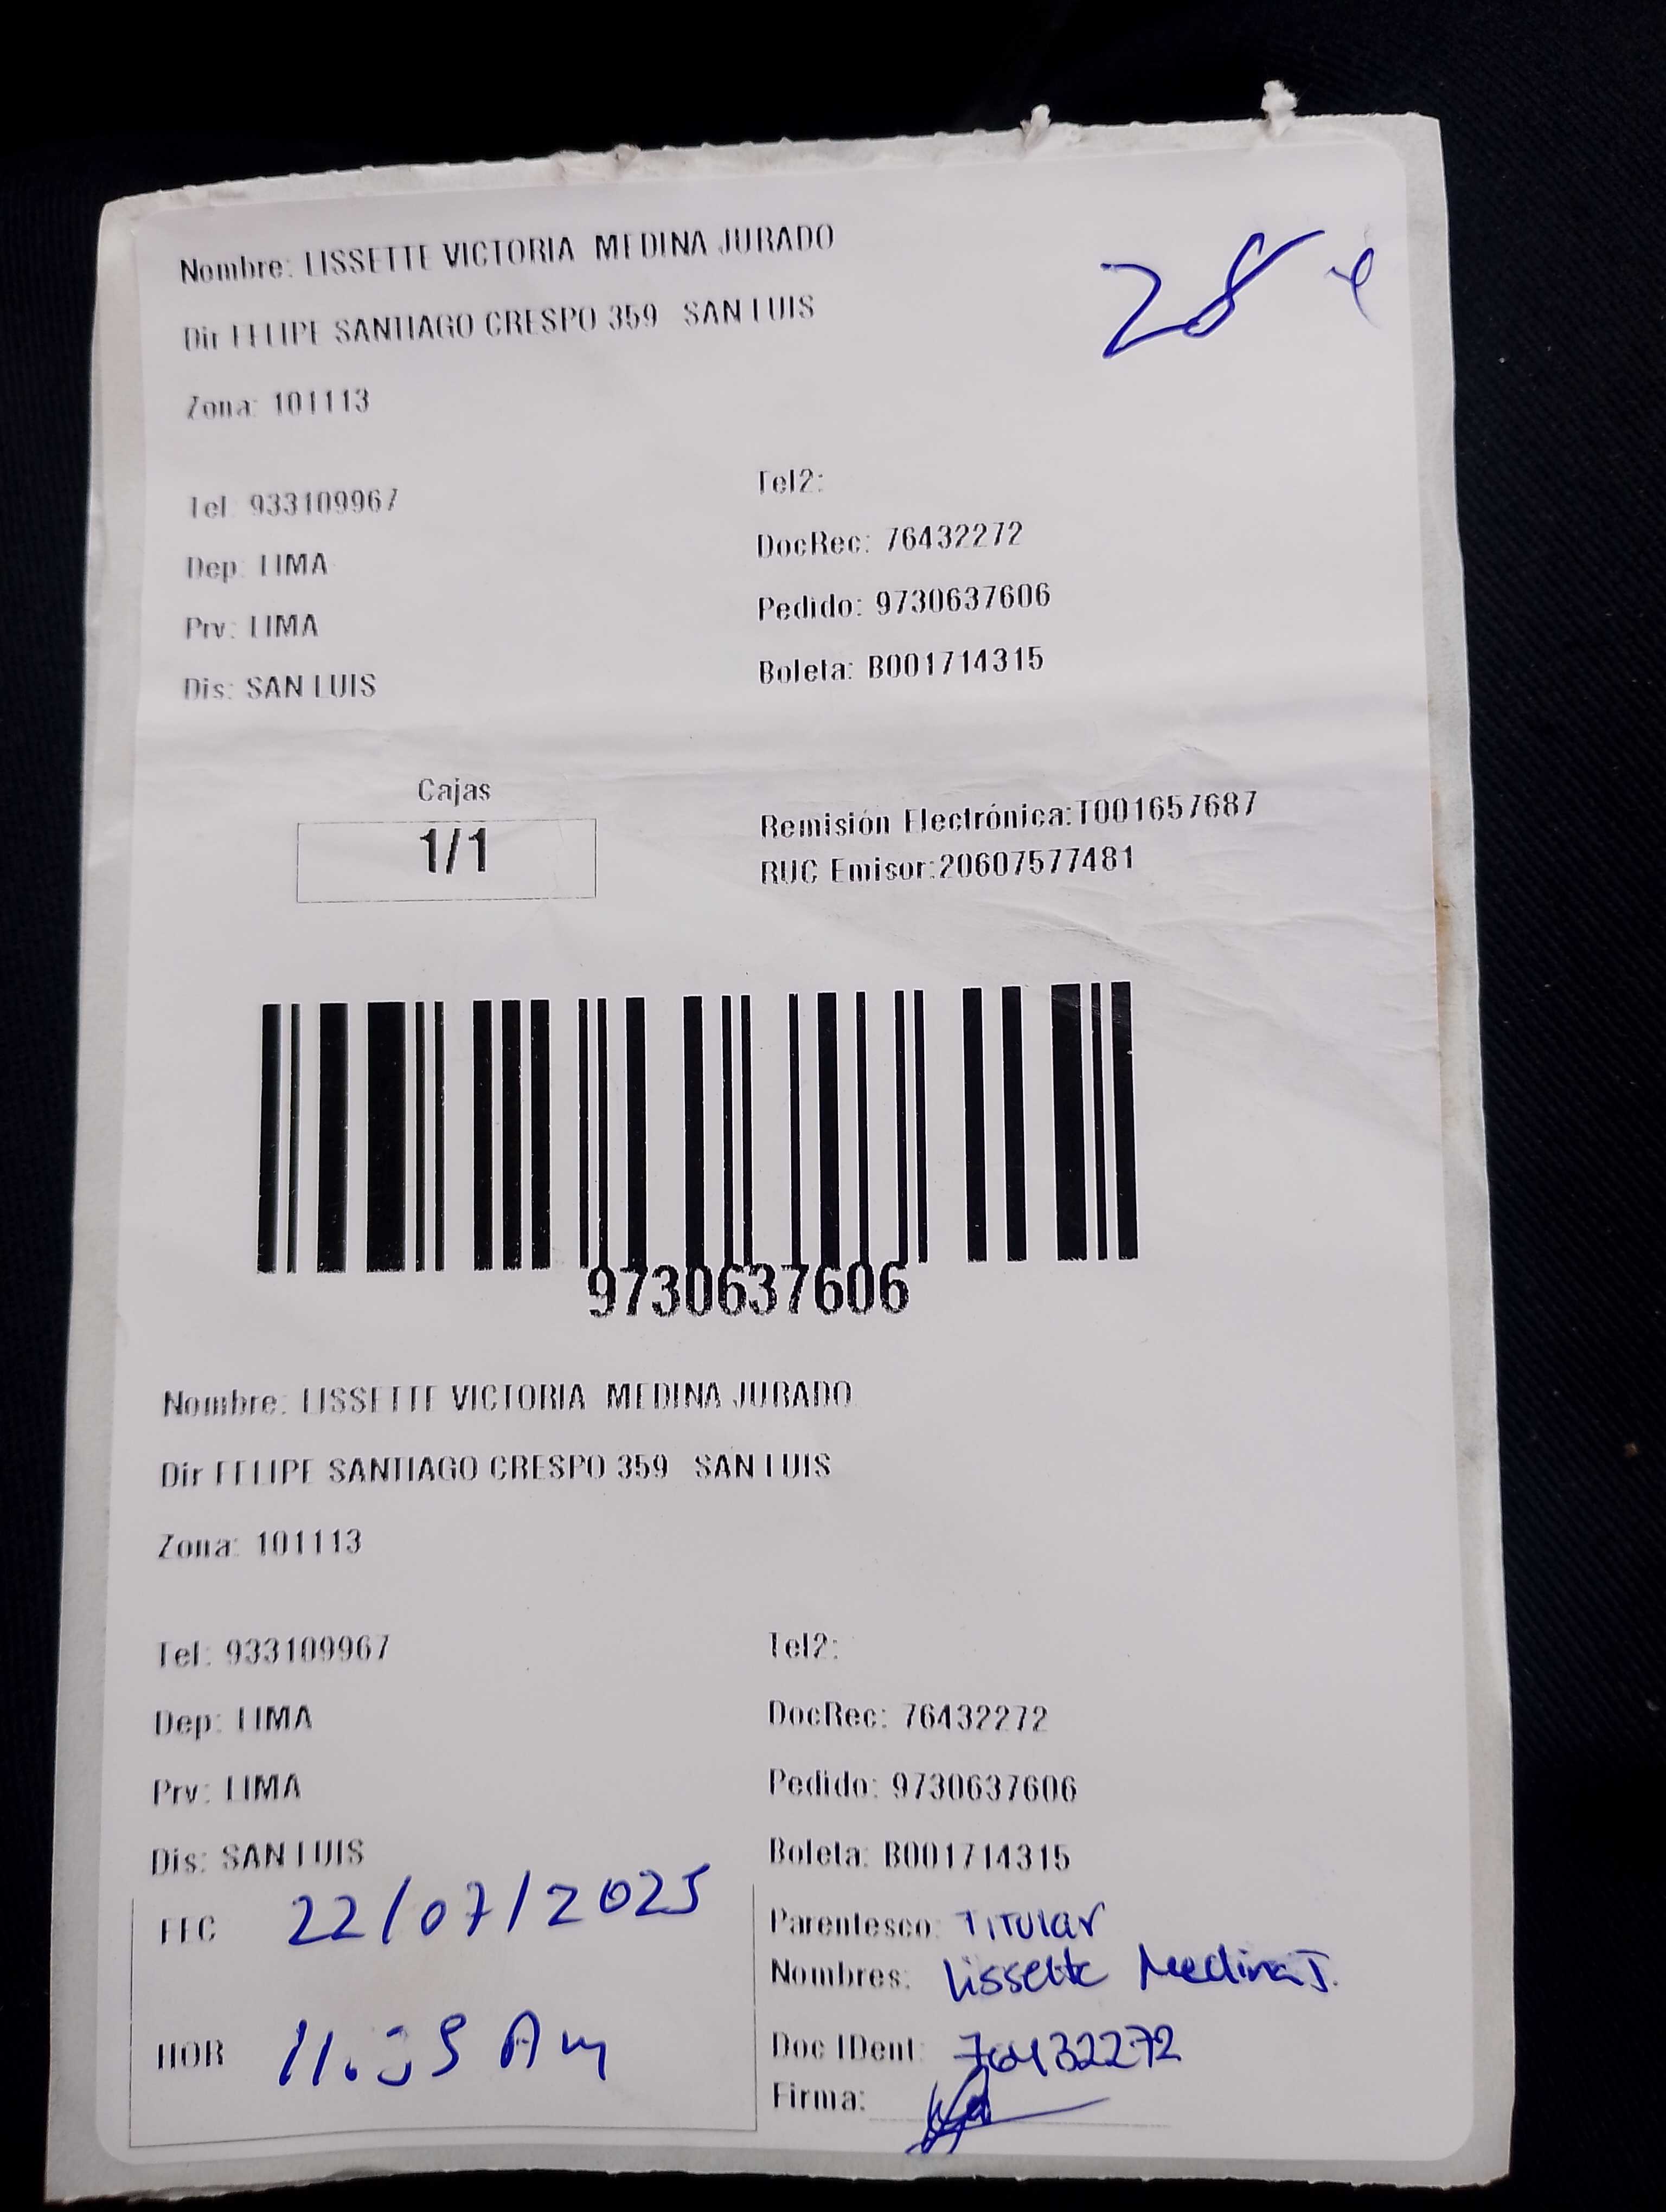 Nombre: LISSETTE VICTORIA MEDINA JURADO
28
Dir FELIPE SANTIAGO CRESPO 359 SAN LUIS
Zona: 101113
Tel: 933109967 Tel2:
Dep: LIMA DocRec: 76432272
Prv: LIMA Pedido: 9730637606
Dis: SAN LUIS Boleta: B001714315
Cajas
1/1
Remisión Electrónica:T001657687
RUC Emisor:20607577481
9730637606
Nombre: LISSETTE VICTORIA MEDINA JURADO
Dir FELIPE SANTIAGO CRESPO 359 SAN LUIS
Zona: 101113
Tel: 933109967 Tel2:
Dep: LIMA DocRec: 76432272
Prv: LIMA Pedido: 9730637606
Dis: SAN LUIS Boleta: B001714315
FEC 22/07/2025 Parentesco: Titular
Nombres: Lissette Medina J.
HOR Am Doc IDent: 76432272
Firma: